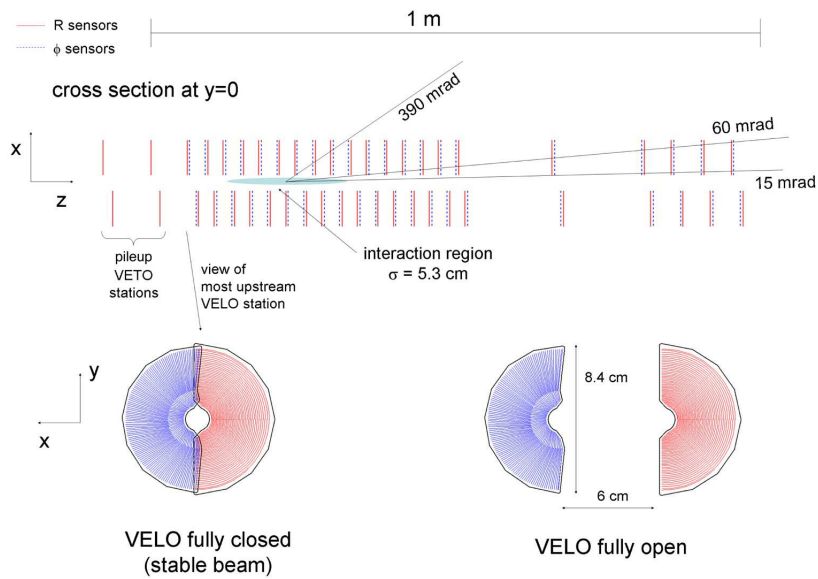 R sensors
ϕ sensors
1 m
cross section at y=0
390 mrad
60 mrad
15 mrad
x
z
pileup
VETO
stations
view of
most upstream
VELO station
interaction region
σ = 5.3 cm
y
x
8.4 cm
6 cm
VELO fully closed
(stable beam)
VELO fully open